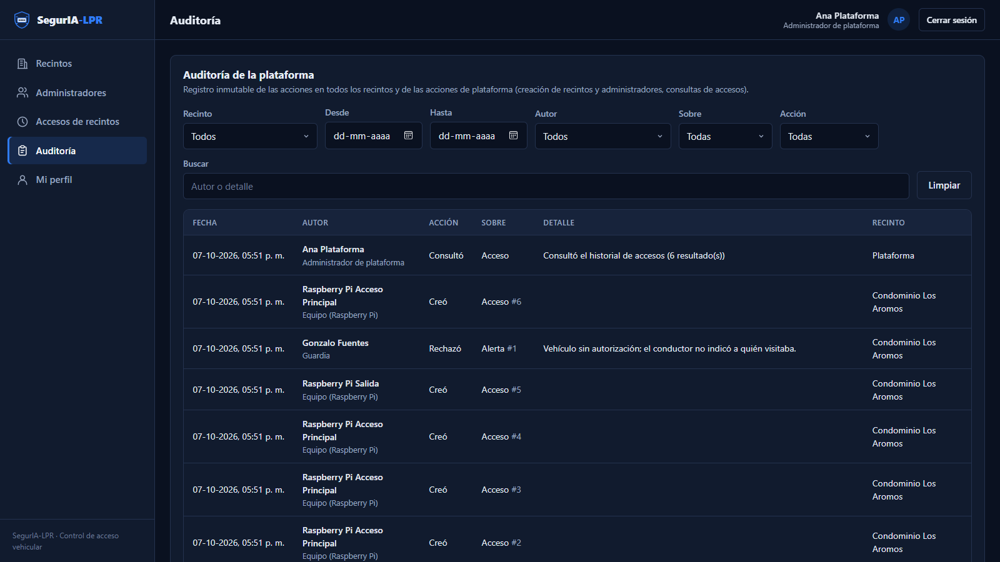 SegurIA-LPR
Auditoría
Ana Plataforma
Administrador de plataforma
AP
Cerrar sesión
Recintos
Administradores
Accesos de recintos
Auditoría
Mi perfil
Auditoría de la plataforma
Registro inmutable de las acciones en todos los recintos y de las acciones de plataforma (creación de recintos y administradores, consultas de accesos).
Recinto Desde Hasta Autor Sobre Acción
Todos dd-mm-aaaa dd-mm-aaaa Todos Todas Todas
Buscar
Autor o detalle
Limpiar
FECHA AUTOR ACCIÓN SOBRE DETALLE RECINTO
07-10-2026, 05:51 p. m. Ana Plataforma Consultó Acceso Consultó el historial de accesos (6 resultado(s)) Plataforma
Administrador de plataforma
Raspberry Pi Acceso
Principal
07-10-2026, 05:51 p. m. Creó Acceso #6 Condominio Los
Aromos
Equipo (Raspberry Pi)
Gonzalo Fuentes
07-10-2026, 05:51 p. m. Rechazó Alerta #1 Vehículo sin autorización; el conductor no indicó a quién visitaba. Condominio Los
Aromos
Guardia
Raspberry Pi Salida
07-10-2026, 05:51 p. m. Creó Acceso #5 Condominio Los
Aromos
Equipo (Raspberry Pi)
Raspberry Pi Acceso
Principal
07-10-2026, 05:51 p. m. Creó Acceso #4 Condominio Los
Aromos
Equipo (Raspberry Pi)
Raspberry Pi Acceso
Principal
07-10-2026, 05:51 p. m. Creó Acceso #3 Condominio Los
Aromos
Equipo (Raspberry Pi)
Raspberry Pi Acceso
Principal
07-10-2026, 05:51 p. m. Creó Acceso #2 Condominio Los
Aromos
Equipo (Raspberry Pi)
SegurIA-LPR · Control de acceso
vehicular